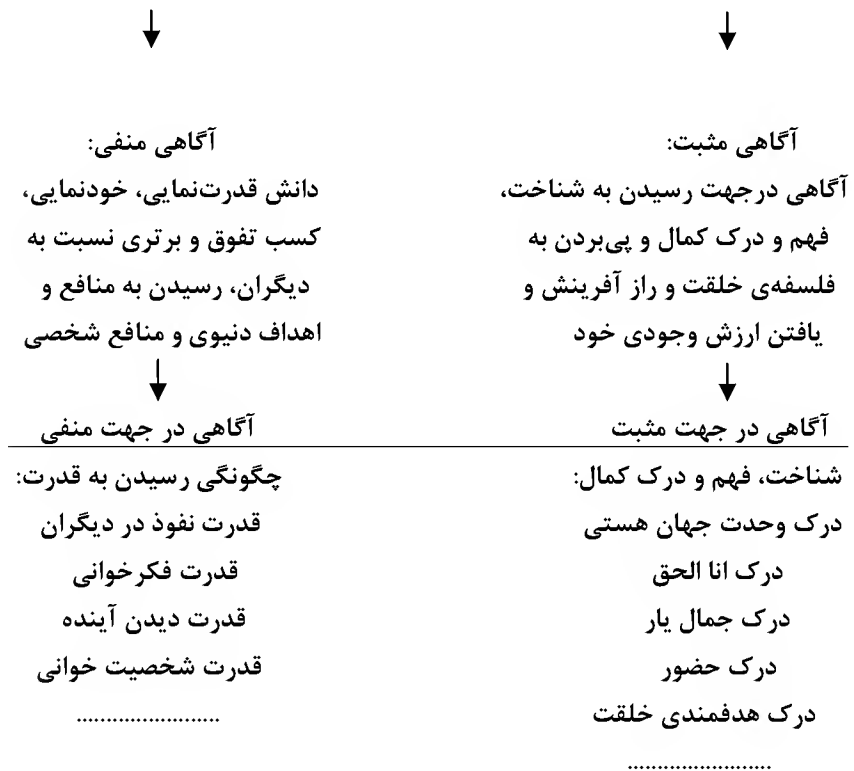 آگاهی مثبت:
آگاهی درجهت رسیدن به شناخت،
فهم و درک کمال و پی‌بردن به
فلسفه‌ی خلقت و راز آفرینش و
یافتن ارزش وجودی خود
آگاهی در جهت مثبت
شناخت، فهم و درک کمال:
درک وحدت جهان هستی
درک انا الحق
درک جمال یار
درک حضور
درک هدفمندی خلقت
........................
آگاهی منفی:
دانش قدرت‌نمایی، خودنمایی،
کسب تفوق و برتری نسبت به
دیگران، رسیدن به منافع و
اهداف دنیوی و منافع شخصی
آگاهی در جهت منفی
چگونگی رسیدن به قدرت:
قدرت نفوذ در دیگران
قدرت فکرخوانی
قدرت دیدن آینده
قدرت شخصیت خوانی
........................